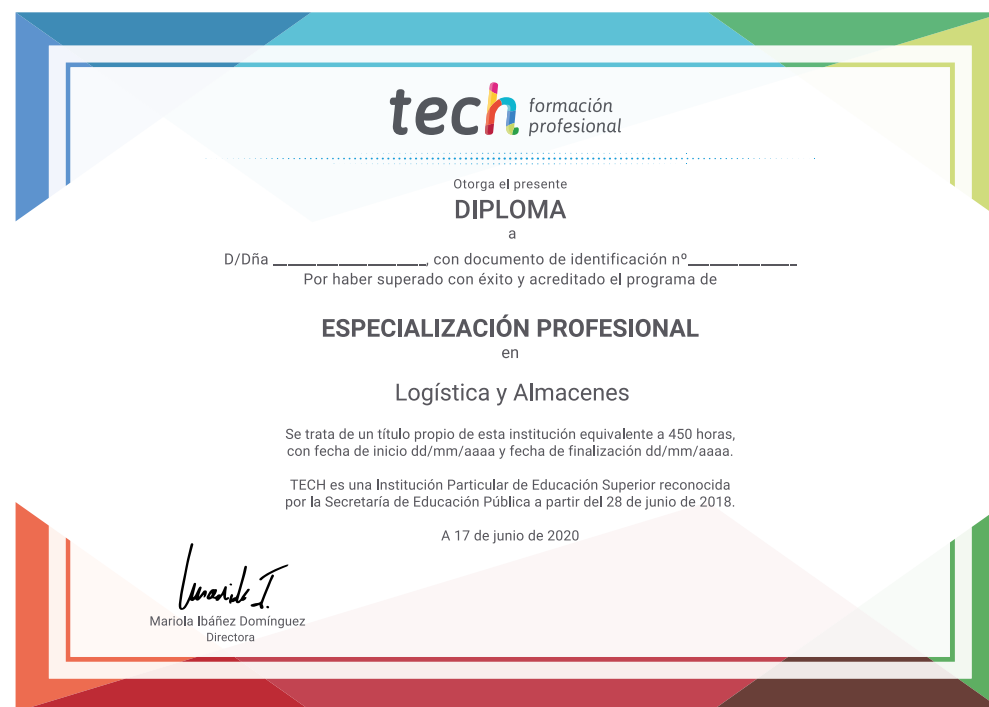 tech formación
profesional
Otorga el presente
DIPLOMA
a
D/Dña ____________________, con documento de identificación nº______________
Por haber superado con éxito y acreditado el programa de
ESPECIALIZACIÓN PROFESIONAL
en
Logística y Almacenes
Se trata de un título propio de esta institución equivalente a 450 horas,
con fecha de inicio dd/mm/aaaa y fecha de finalización dd/mm/aaaa.
TECH es una Institución Particular de Educación Superior reconocida
por la Secretaría de Educación Pública a partir del 28 de junio de 2018.
A 17 de junio de 2020
Mariola I.
Mariola Ibáñez Domínguez
Directora